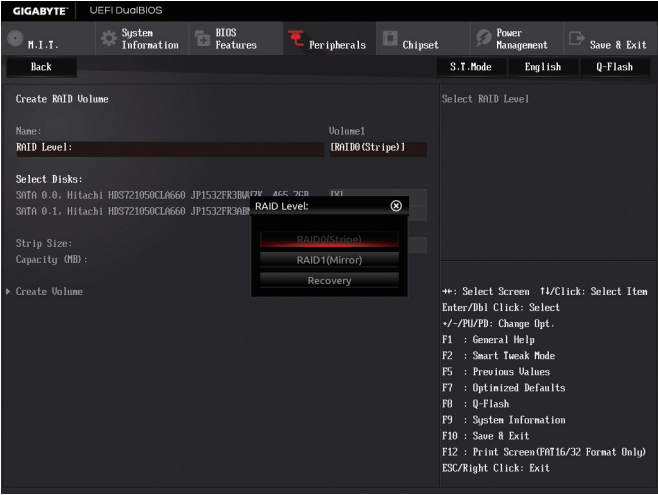 GIGABYTE™ UEFI DualBIOS
M.I.T.
System Information
BIOS Features
Peripherals
Chipset
Power Management
Save & Exit
Back
S.T.Mode English Q-Flash
Create RAID Volume
Select RAID Level
Name: Volume1
RAID Level: [RAID0(Stripe)]
Select Disks:
SATA 0.0, Hitachi HDS721050CLA660 465.7GB [X]
SATA 0.1, Hitachi HDS721050CLA660
RAID Level:
RAID0(Stripe)
RAID1(Mirror)
Recovery
Strip Size:
Capacity (MB):
Create Volume
→←: Select Screen ↑↓/Click: Select Item
Enter/Dbl Click: Select
+/-/PU/PD: Change Opt.
F1 : General Help
F2 : Smart Tweak Mode
F5 : Previous Values
F7 : Optimized Defaults
F8 : Q-Flash
F9 : System Information
F10 : Save & Exit
F12 : Print Screen(FAT16/32 Format Only)
ESC/Right Click: Exit